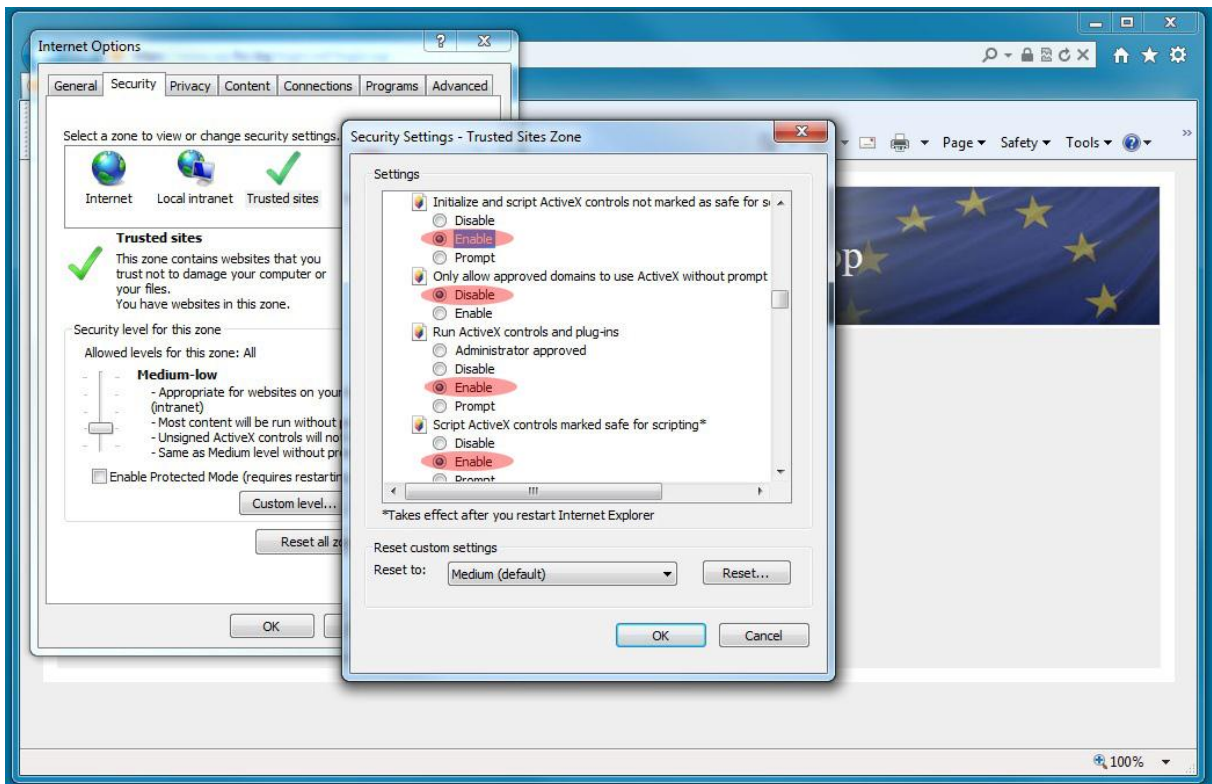 Internet Options
General Security Privacy Content Connections Programs Advanced
Select a zone to view or change security settings.
Internet Local intranet Trusted sites
Trusted sites
This zone contains websites that you
trust not to damage your computer or
your files.
You have websites in this zone.
Security level for this zone
Allowed levels for this zone: All
Medium-low
- Appropriate for websites on your
(intranet)
- Most content will be run without
- Unsigned ActiveX controls will
- Same as Medium level without
Enable Protected Mode (requires
Custom level...
Reset all
OK
Security Settings - Trusted Sites Zone
Settings
Initialize and script ActiveX controls not marked as safe for
Disable
Enable
Prompt
Only allow approved domains to use ActiveX without prompt
Disable
Enable
Run ActiveX controls and plug-ins
Administrator approved
Disable
Enable
Prompt
Script ActiveX controls marked safe for scripting*
Disable
Enable
Prompt
*Takes effect after you restart Internet Explorer
Reset custom settings
Reset to: Medium (default) Reset...
OK Cancel
Page Safety Tools
op
100%